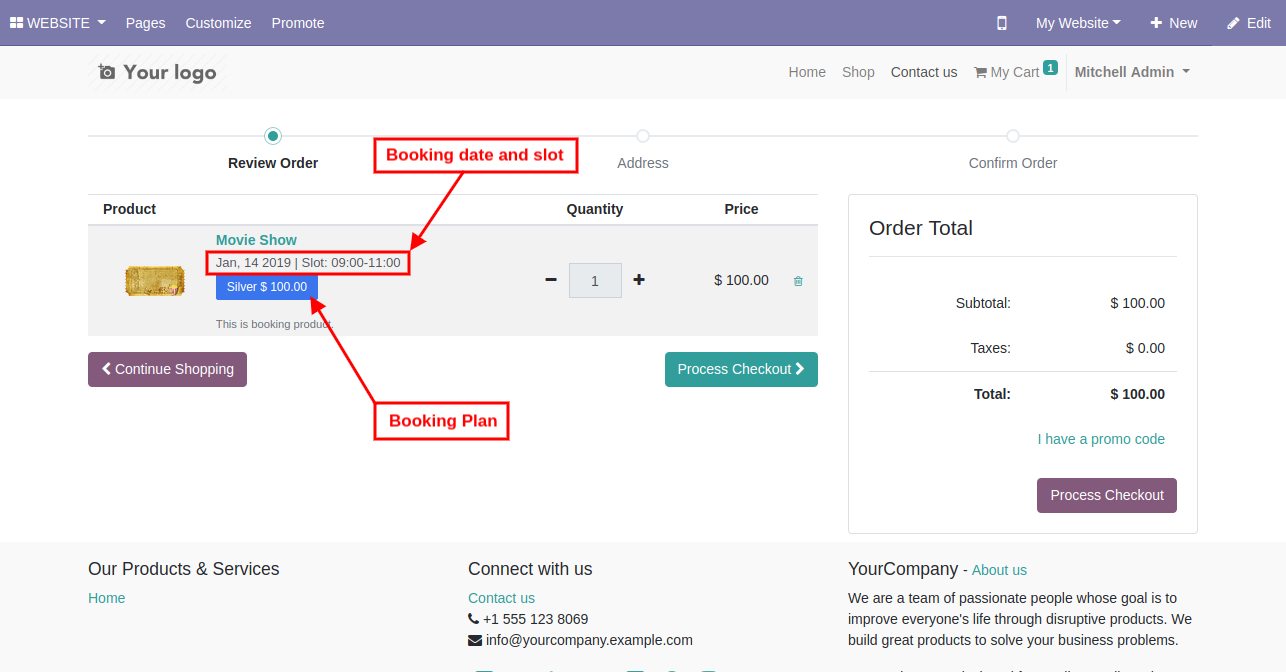 WEBSITE Pages Customize Promote My Website New Edit
Your logo Home Shop Contact us My Cart 1 Mitchell Admin
Review Order Address Confirm Order
Booking date and slot
Product Quantity Price
Movie Show
Jan, 14 2019 | Slot: 09:00-11:00
Silver $ 100.00
1 $ 100.00
This is booking product.
Continue Shopping Process Checkout
Booking Plan
Order Total
Subtotal: $ 100.00
Taxes: $ 0.00
Total: $ 100.00
I have a promo code
Process Checkout
Our Products & Services
Home
Connect with us
Contact us
+1 555 123 8069
info@yourcompany.example.com
YourCompany - About us
We are a team of passionate people whose goal is to
improve everyone's life through disruptive products. We
build great products to solve your business problems.